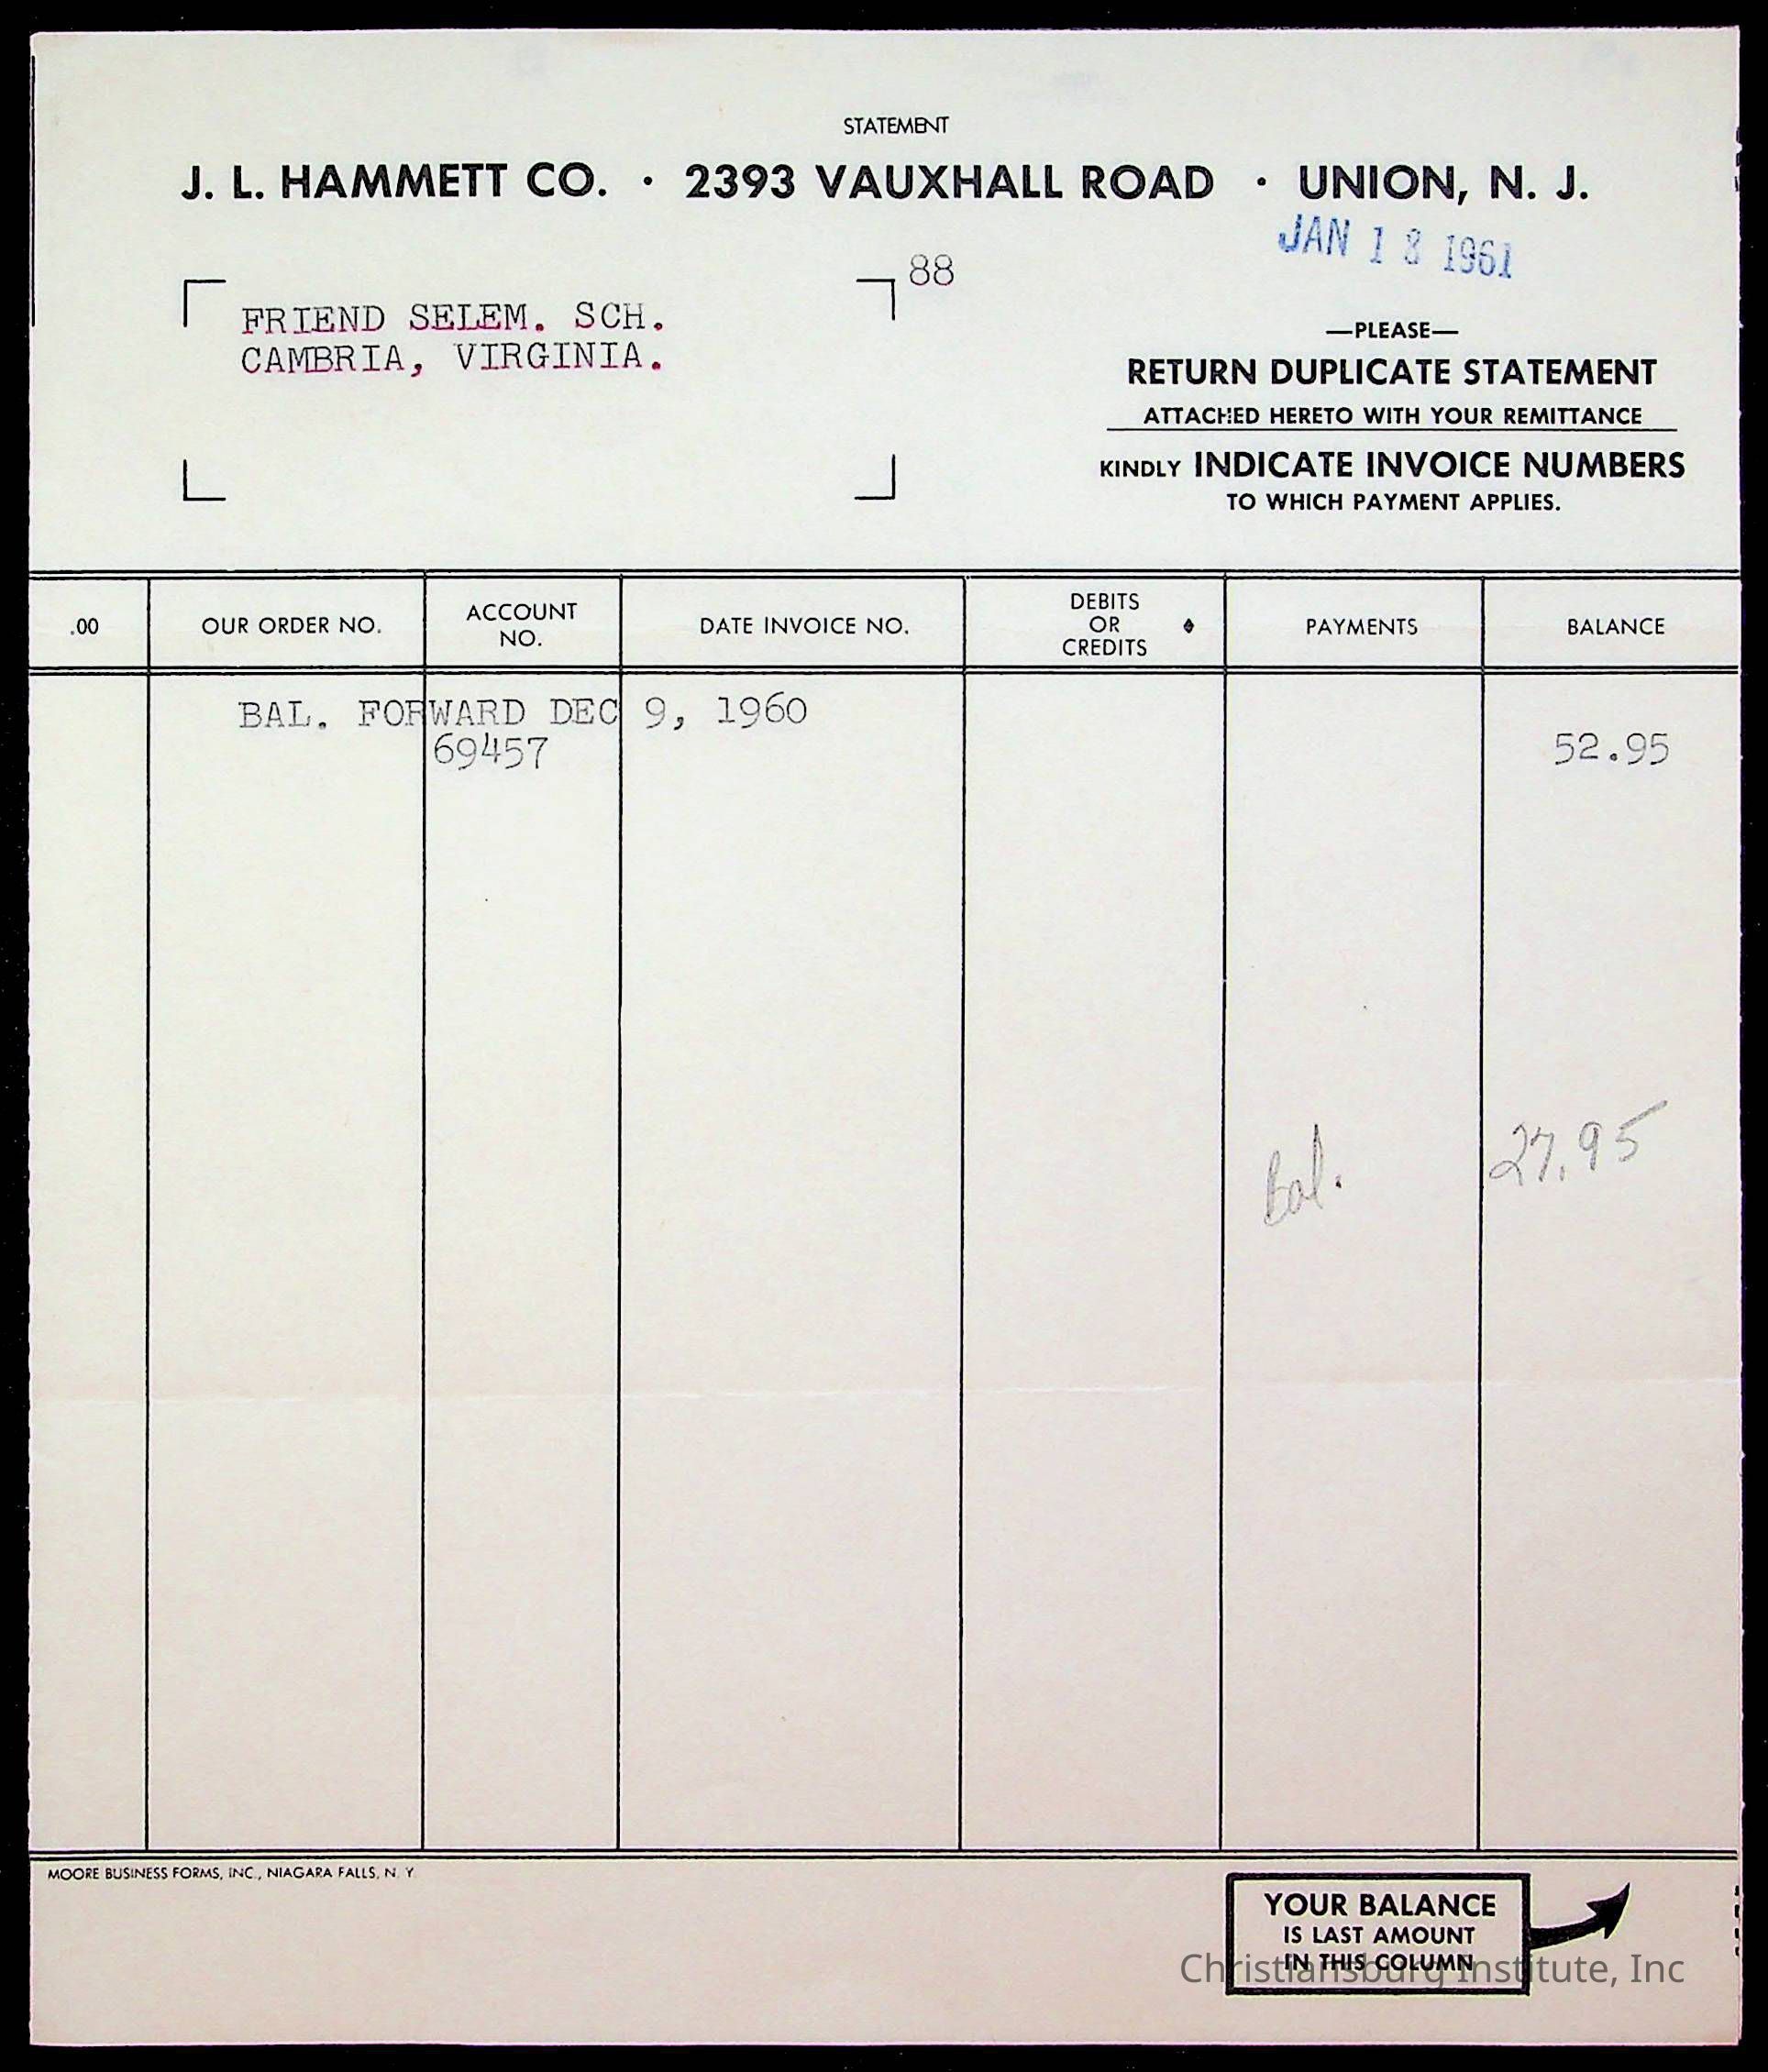 STATEMENT
J. L. HAMMETT CO. · 2393 VAUXHALL ROAD · UNION, N. J.
JAN 18 1961
88
FRIEND SELEM. SCH.
CAMBRIA, VIRGINIA.
—PLEASE—
RETURN DUPLICATE STATEMENT
ATTACHED HERETO WITH YOUR REMITTANCE
KINDLY INDICATE INVOICE NUMBERS
TO WHICH PAYMENT APPLIES.
.00 OUR ORDER NO. ACCOUNT NO. DATE INVOICE NO. DEBITS OR CREDITS ♦ PAYMENTS BALANCE
BAL. FORWARD DEC 9, 1960
69457 52.95
Bal. 27.95
MOORE BUSINESS FORMS, INC., NIAGARA FALLS, N. Y.
YOUR BALANCE
IS LAST AMOUNT
IN THIS COLUMN
Christiansburg Institute, Inc